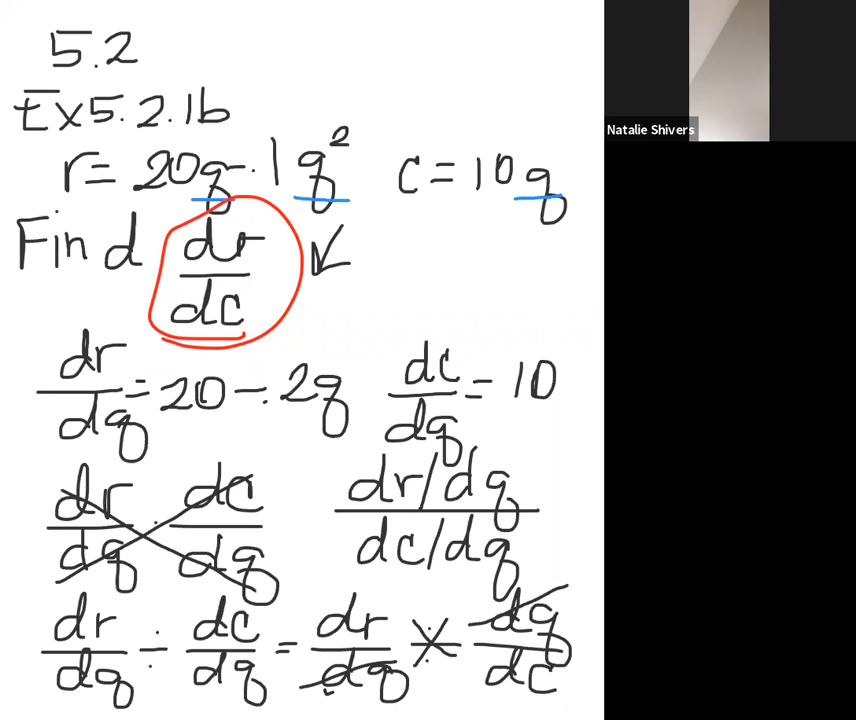 5.2
Ex5.2.1b
r = 20q - .1q² c = 10q
Find dr/dc ↙
dr/dq = 20 - .2q dc/dq = 10
dr/dq dc/dq
dr/dq
dc/dq
dr/dq ÷ dc/dq = dr/dq * dq/dc
Natalie Shivers